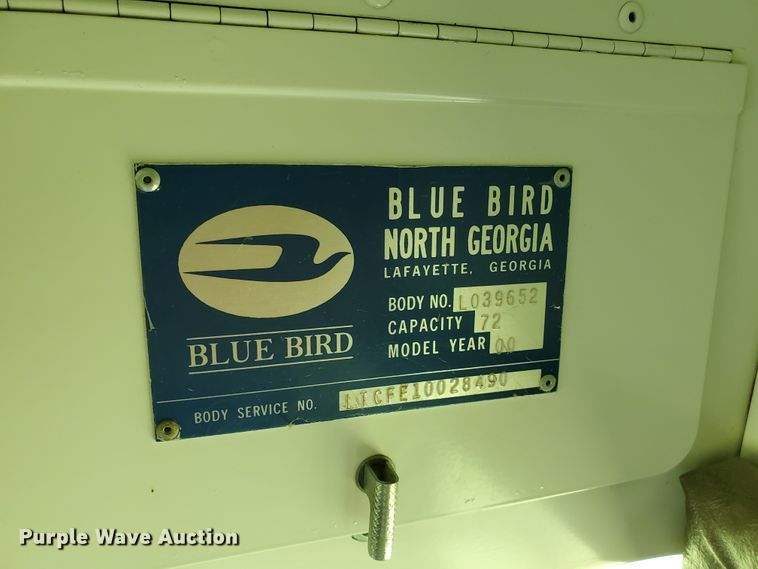 BLUE BIRD
BLUE BIRD
NORTH GEORGIA
LAFAYETTE, GEORGIA
BODY NO. L039652
CAPACITY 72
MODEL YEAR 00
BODY SERVICE NO. LTCFE10028490
Purple Wave Auction